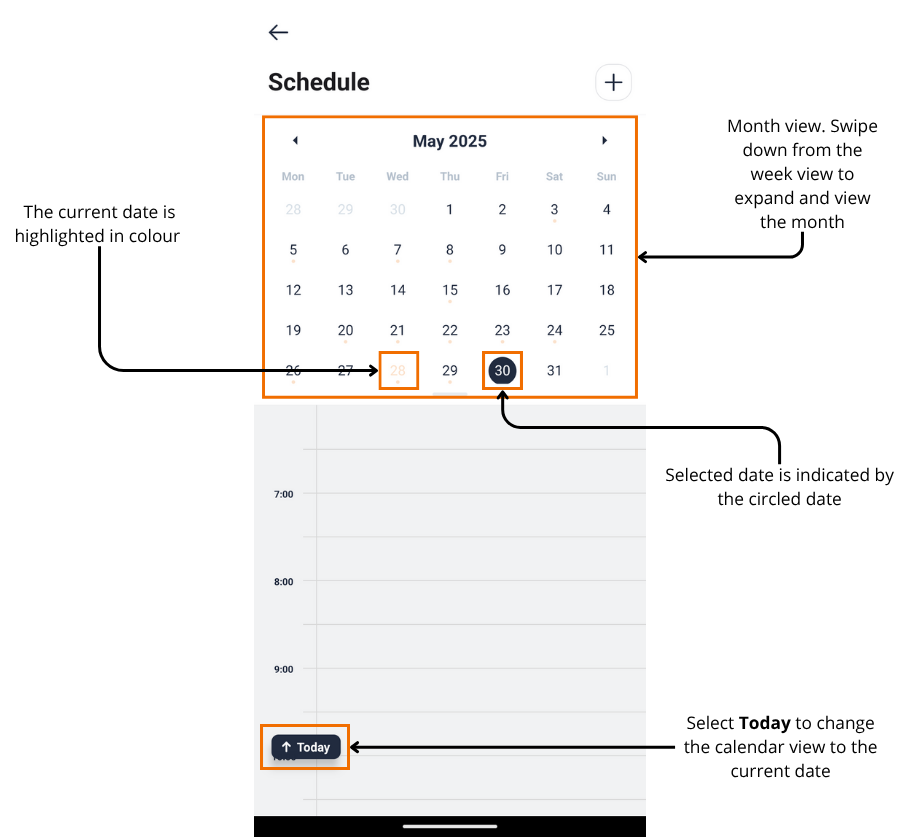 Schedule
May 2025
Mon Tue Wed Thu Fri Sat Sun
28 29 30 1 2 3 4
5 6 7 8 9 10 11
12 13 14 15 16 17 18
19 20 21 22 23 24 25
26 27 28 29 30 31 1
Month view. Swipe
down from the
week view to
expand and view
the month
The current date is
highlighted in colour
Selected date is indicated by
the circled date
7:00
8:00
9:00
Today
Select Today to change
the calendar view to the
current date